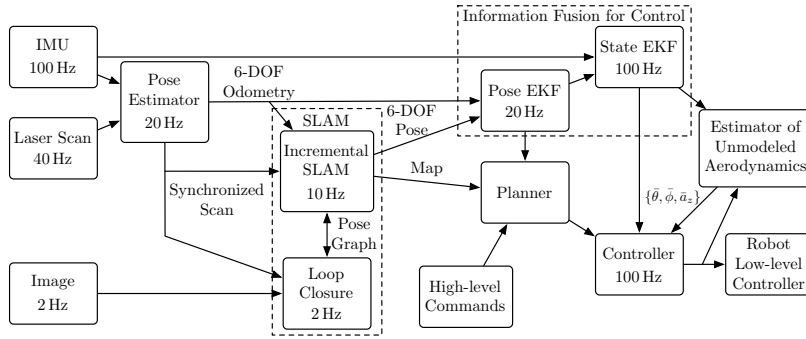 Information Fusion for Control
IMU
100 Hz
State EKF
100 Hz
Pose
Estimator
20 Hz
6-DOF
Odometry
Pose EKF
20 Hz
6-DOF
Pose
Laser Scan
40 Hz
SLAM
Incremental
SLAM
10 Hz
Estimator of
Unmodeled
Aerodynamics
Map
Planner
Synchronized
Scan
{θ̄, ϕ̄, ā_z}
Pose
Graph
Controller
100 Hz
Robot
Low-level
Controller
Image
2 Hz
Loop
Closure
2 Hz
High-level
Commands